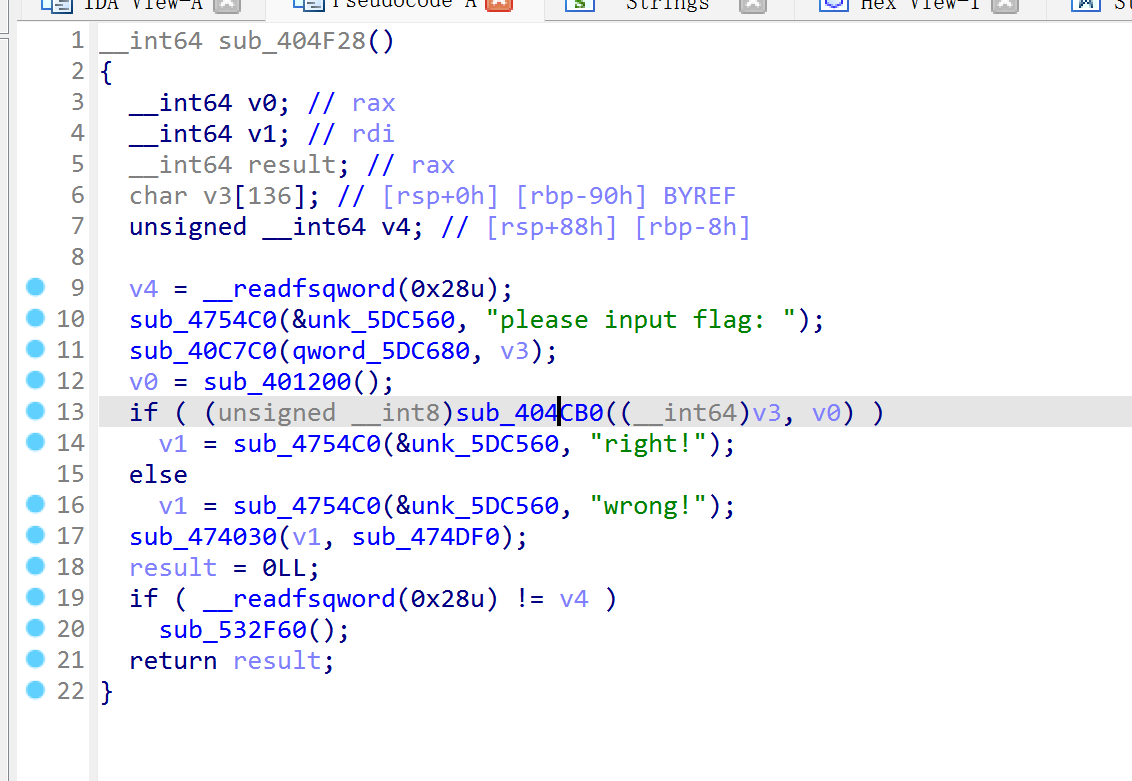 IDA View-A Pseudocode-A Strings Hex View-1
1 __int64 sub_404F28()
2 {
3 __int64 v0; // rax
4 __int64 v1; // rdi
5 __int64 result; // rax
6 char v3[136]; // [rsp+0h] [rbp-90h] BYREF
7 unsigned __int64 v4; // [rsp+88h] [rbp-8h]
8
9 v4 = __readfsqword(0x28u);
10 sub_4754C0(&unk_5DC560, "please input flag: ");
11 sub_40C7C0(qword_5DC680, v3);
12 v0 = sub_401200();
13 if ( (unsigned __int8)sub_404CB0((__int64)v3, v0) )
14 v1 = sub_4754C0(&unk_5DC560, "right!");
15 else
16 v1 = sub_4754C0(&unk_5DC560, "wrong!");
17 sub_474030(v1, sub_474DF0);
18 result = 0LL;
19 if ( __readfsqword(0x28u) != v4 )
20 sub_532F60();
21 return result;
22 }